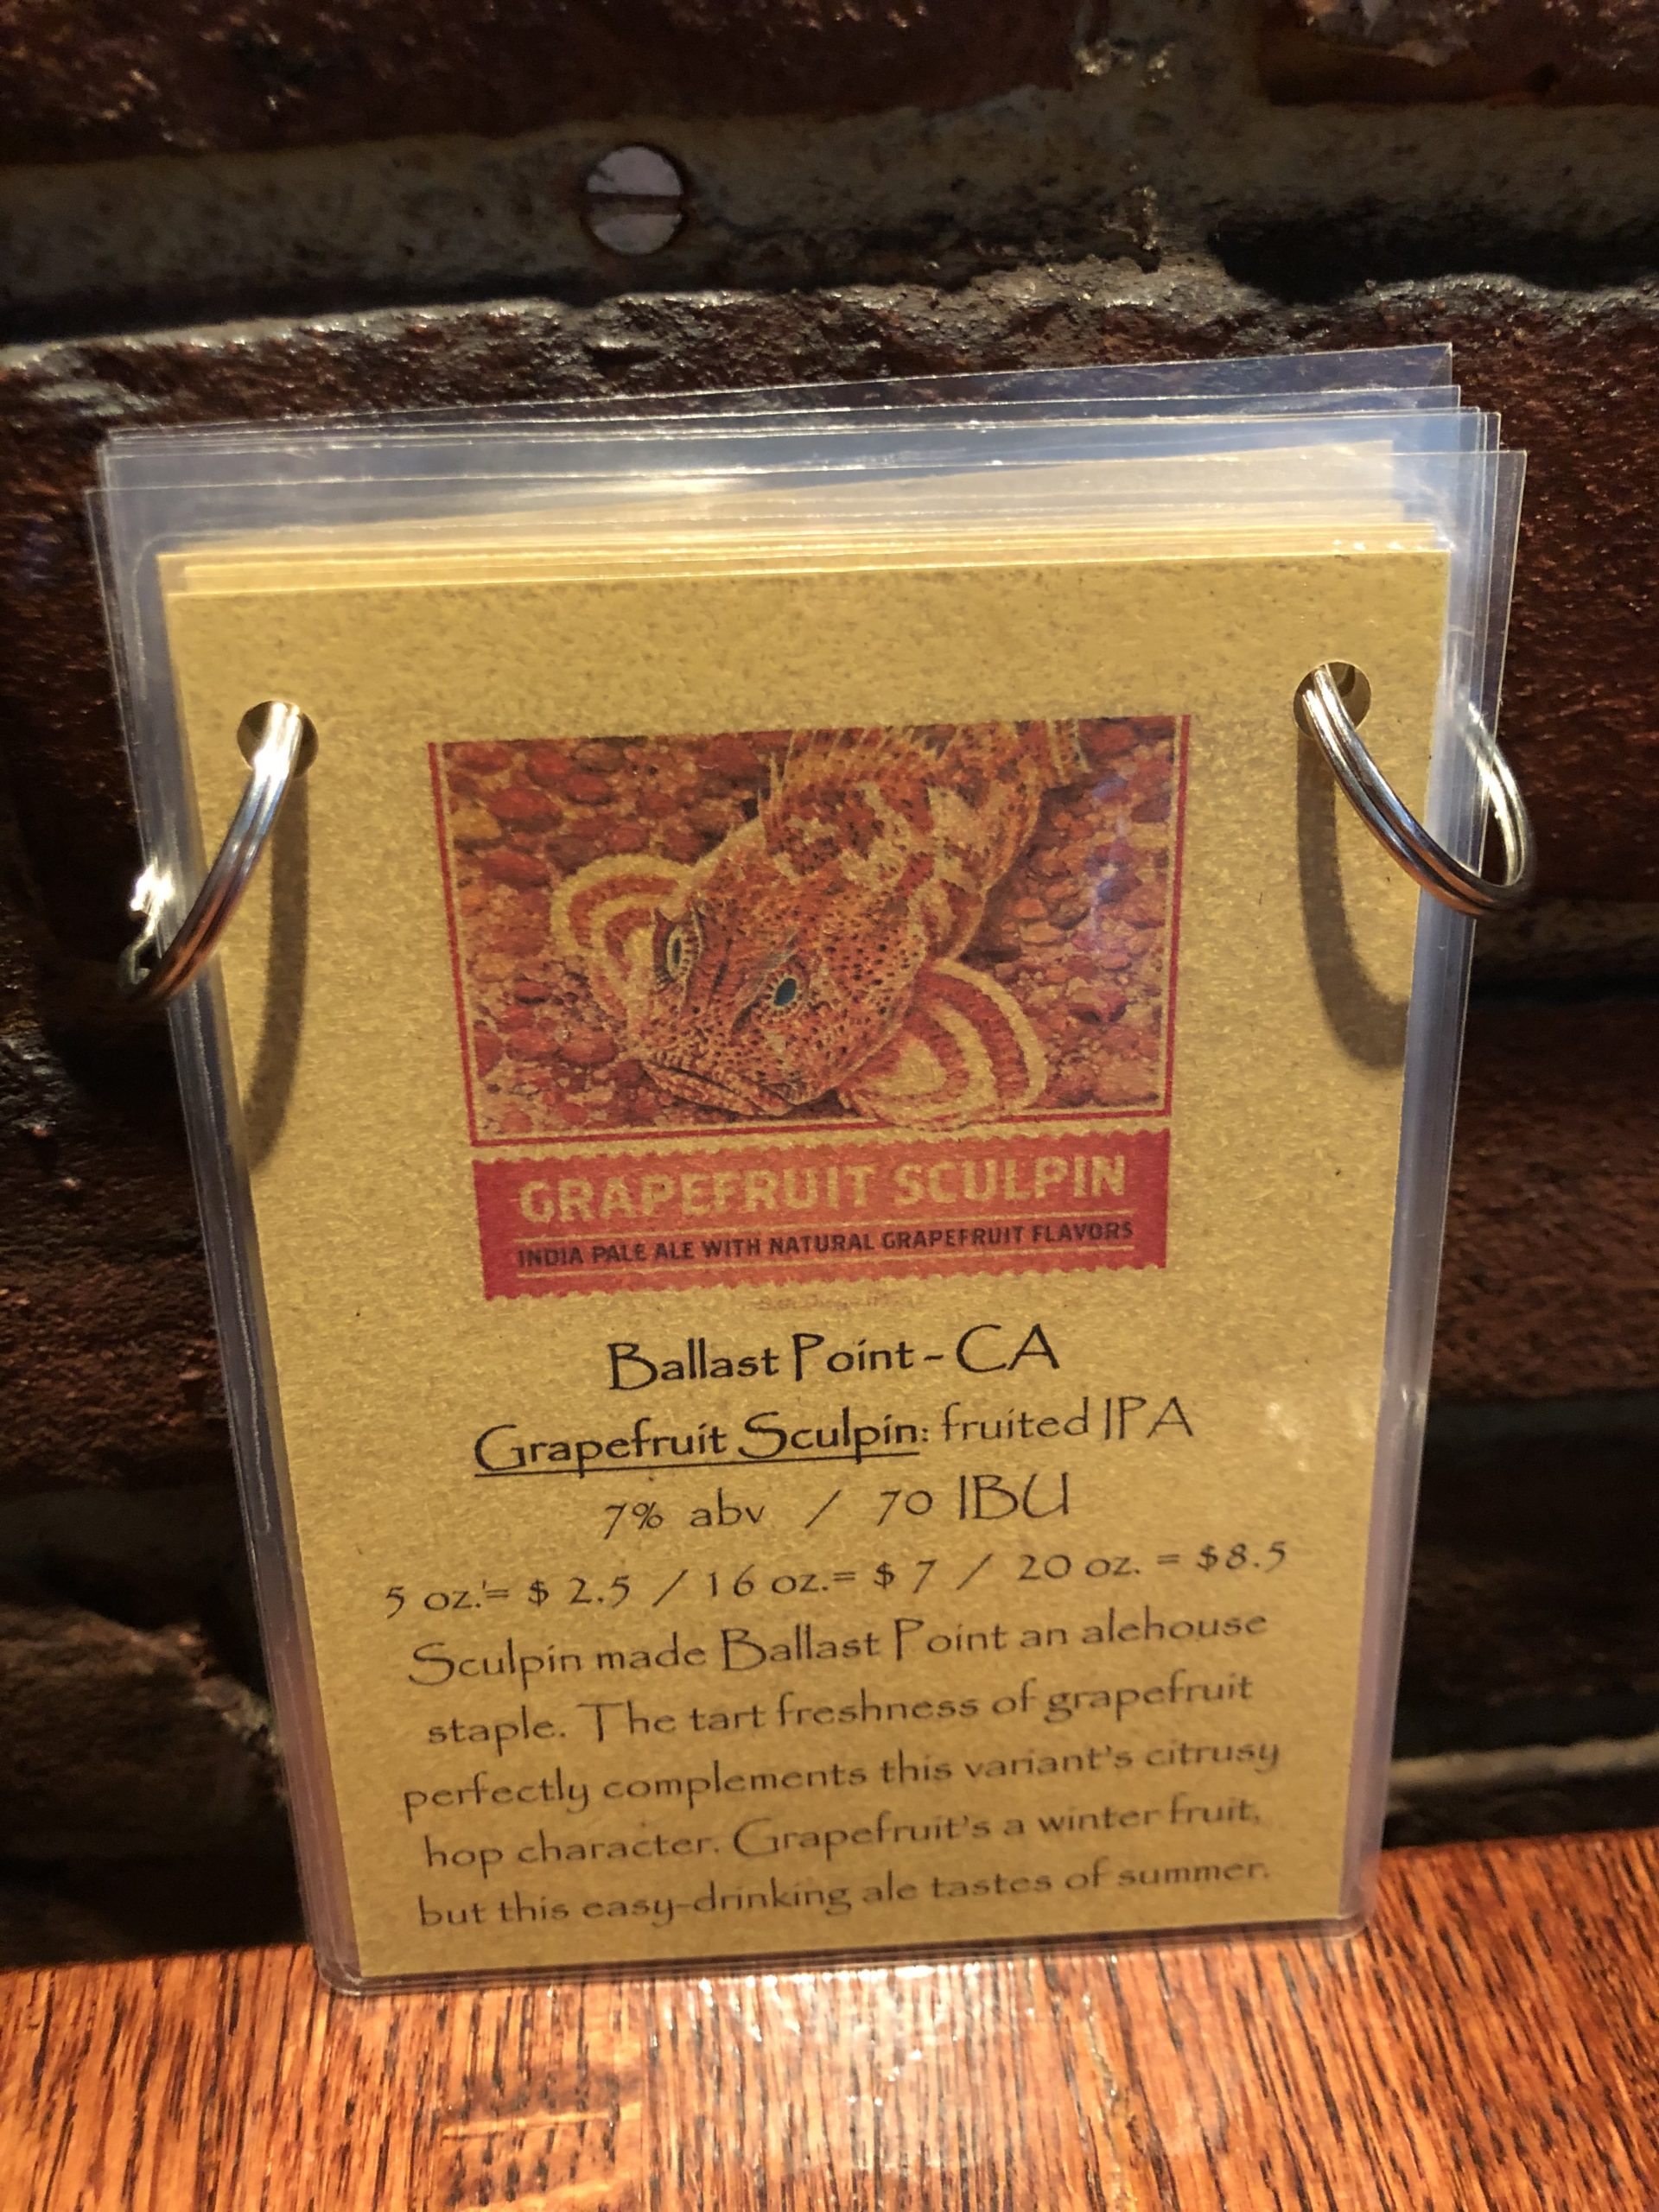 GRAPEFRUIT SCULPIN
INDIA PALE ALE WITH NATURAL GRAPEFRUIT FLAVORS
Ballast Point - CA
Grapefruit Sculpin: fruited IPA
7% abv / 70 IBU
5 oz.'= $ 2.5 / 16 oz.= $ 7 / 20 oz. = $8.5
Sculpin made Ballast Point an alehouse
staple. The tart freshness of grapefruit
perfectly complements this variant's citrusy
hop character. Grapefruit's a winter fruit,
but this easy-drinking ale tastes of summer.